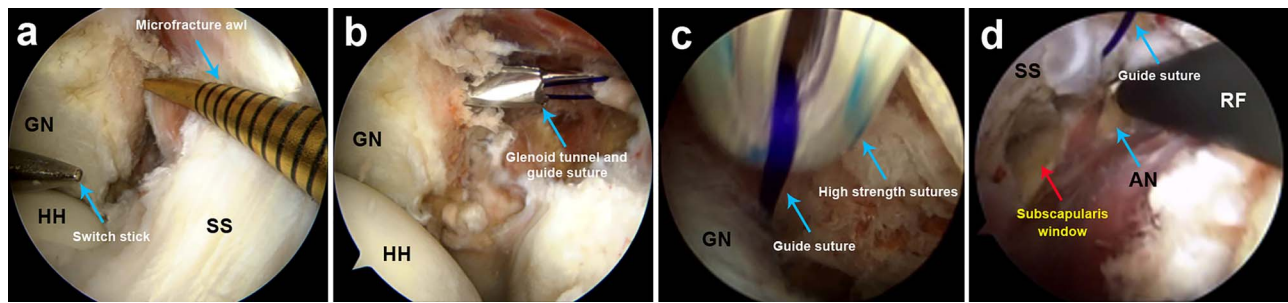 a
Microfracture awl
GN
HH
Switch stick
SS
b
GN
Glenoid tunnel and
guide suture
HH
c
High strength sutures
Guide suture
GN
d
SS
Guide suture
RF
AN
Subscapularis
window